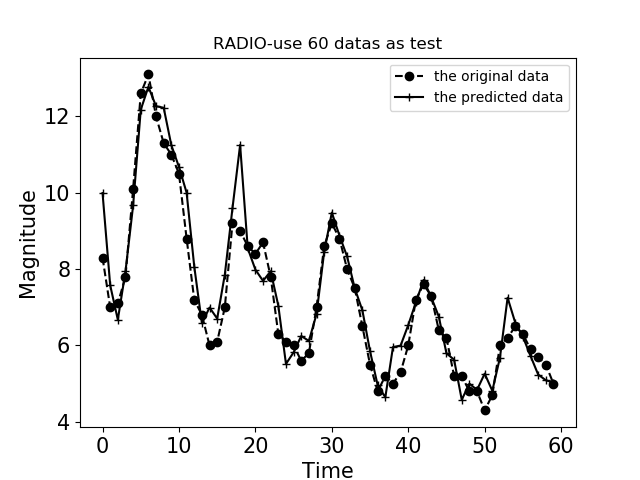 RADIO-use 60 datas as test
the original data
the predicted data
12
10
8
6
4
Magnitude
0 10 20 30 40 50 60
Time